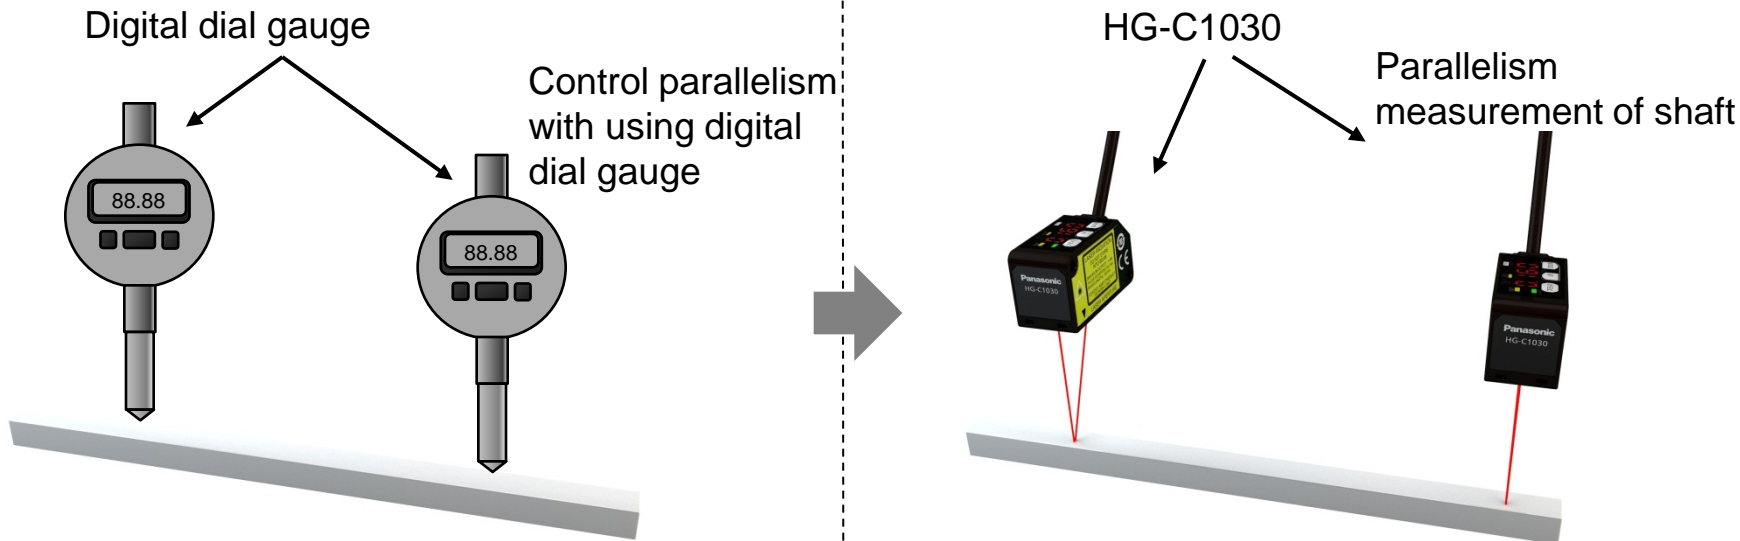 Digital dial gauge
Control parallelism
with using digital
dial gauge
88.88
88.88
HG-C1030
Parallelism
measurement of shaft
Panasonic
HG-C1030
Panasonic
HG-C1030